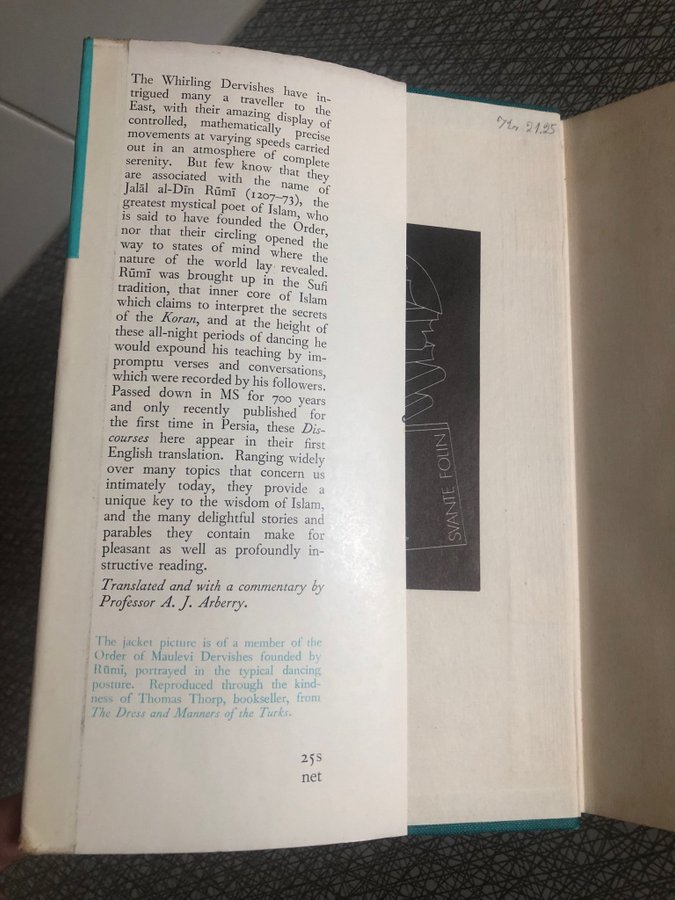 The Whirling Dervishes have in-
trigued many a traveller to the
East, with their amazing display of
controlled, mathematically precise
movements at varying speeds carried
out in an atmosphere of complete
serenity. But few know that they
are associated with the name of
Jalāl al-Dīn Rūmī (1207–73), the
greatest mystical poet of Islam, who
is said to have founded the Order,
nor that their circling opened the
way to states of mind where the
nature of the world lay revealed.
Rūmī was brought up in the Sufi
tradition, that inner core of Islam
which claims to interpret the secrets
of the Koran, and at the height of
these all-night periods of dancing he
would expound his teaching by im-
promptu verses and conversations,
which were recorded by his followers.
Passed down in MS for 700 years
and only recently published for
the first time in Persia, these Dis-
courses here appear in their first
English translation. Ranging widely
over many topics that concern us
intimately today, they provide a
unique key to the wisdom of Islam,
and the many delightful stories and
parables they contain make for
pleasant as well as profoundly in-
structive reading.
Translated and with a commentary by
Professor A. J. Arberry.
The jacket picture is of a member of the
Order of Maulevi Dervishes founded by
Rūmī, portrayed in the typical dancing
posture. Reproduced through the kind-
ness of Thomas Thorp, bookseller, from
The Dress and Manners of the Turks.
25s
net
21.25
SVANTE FOLIN